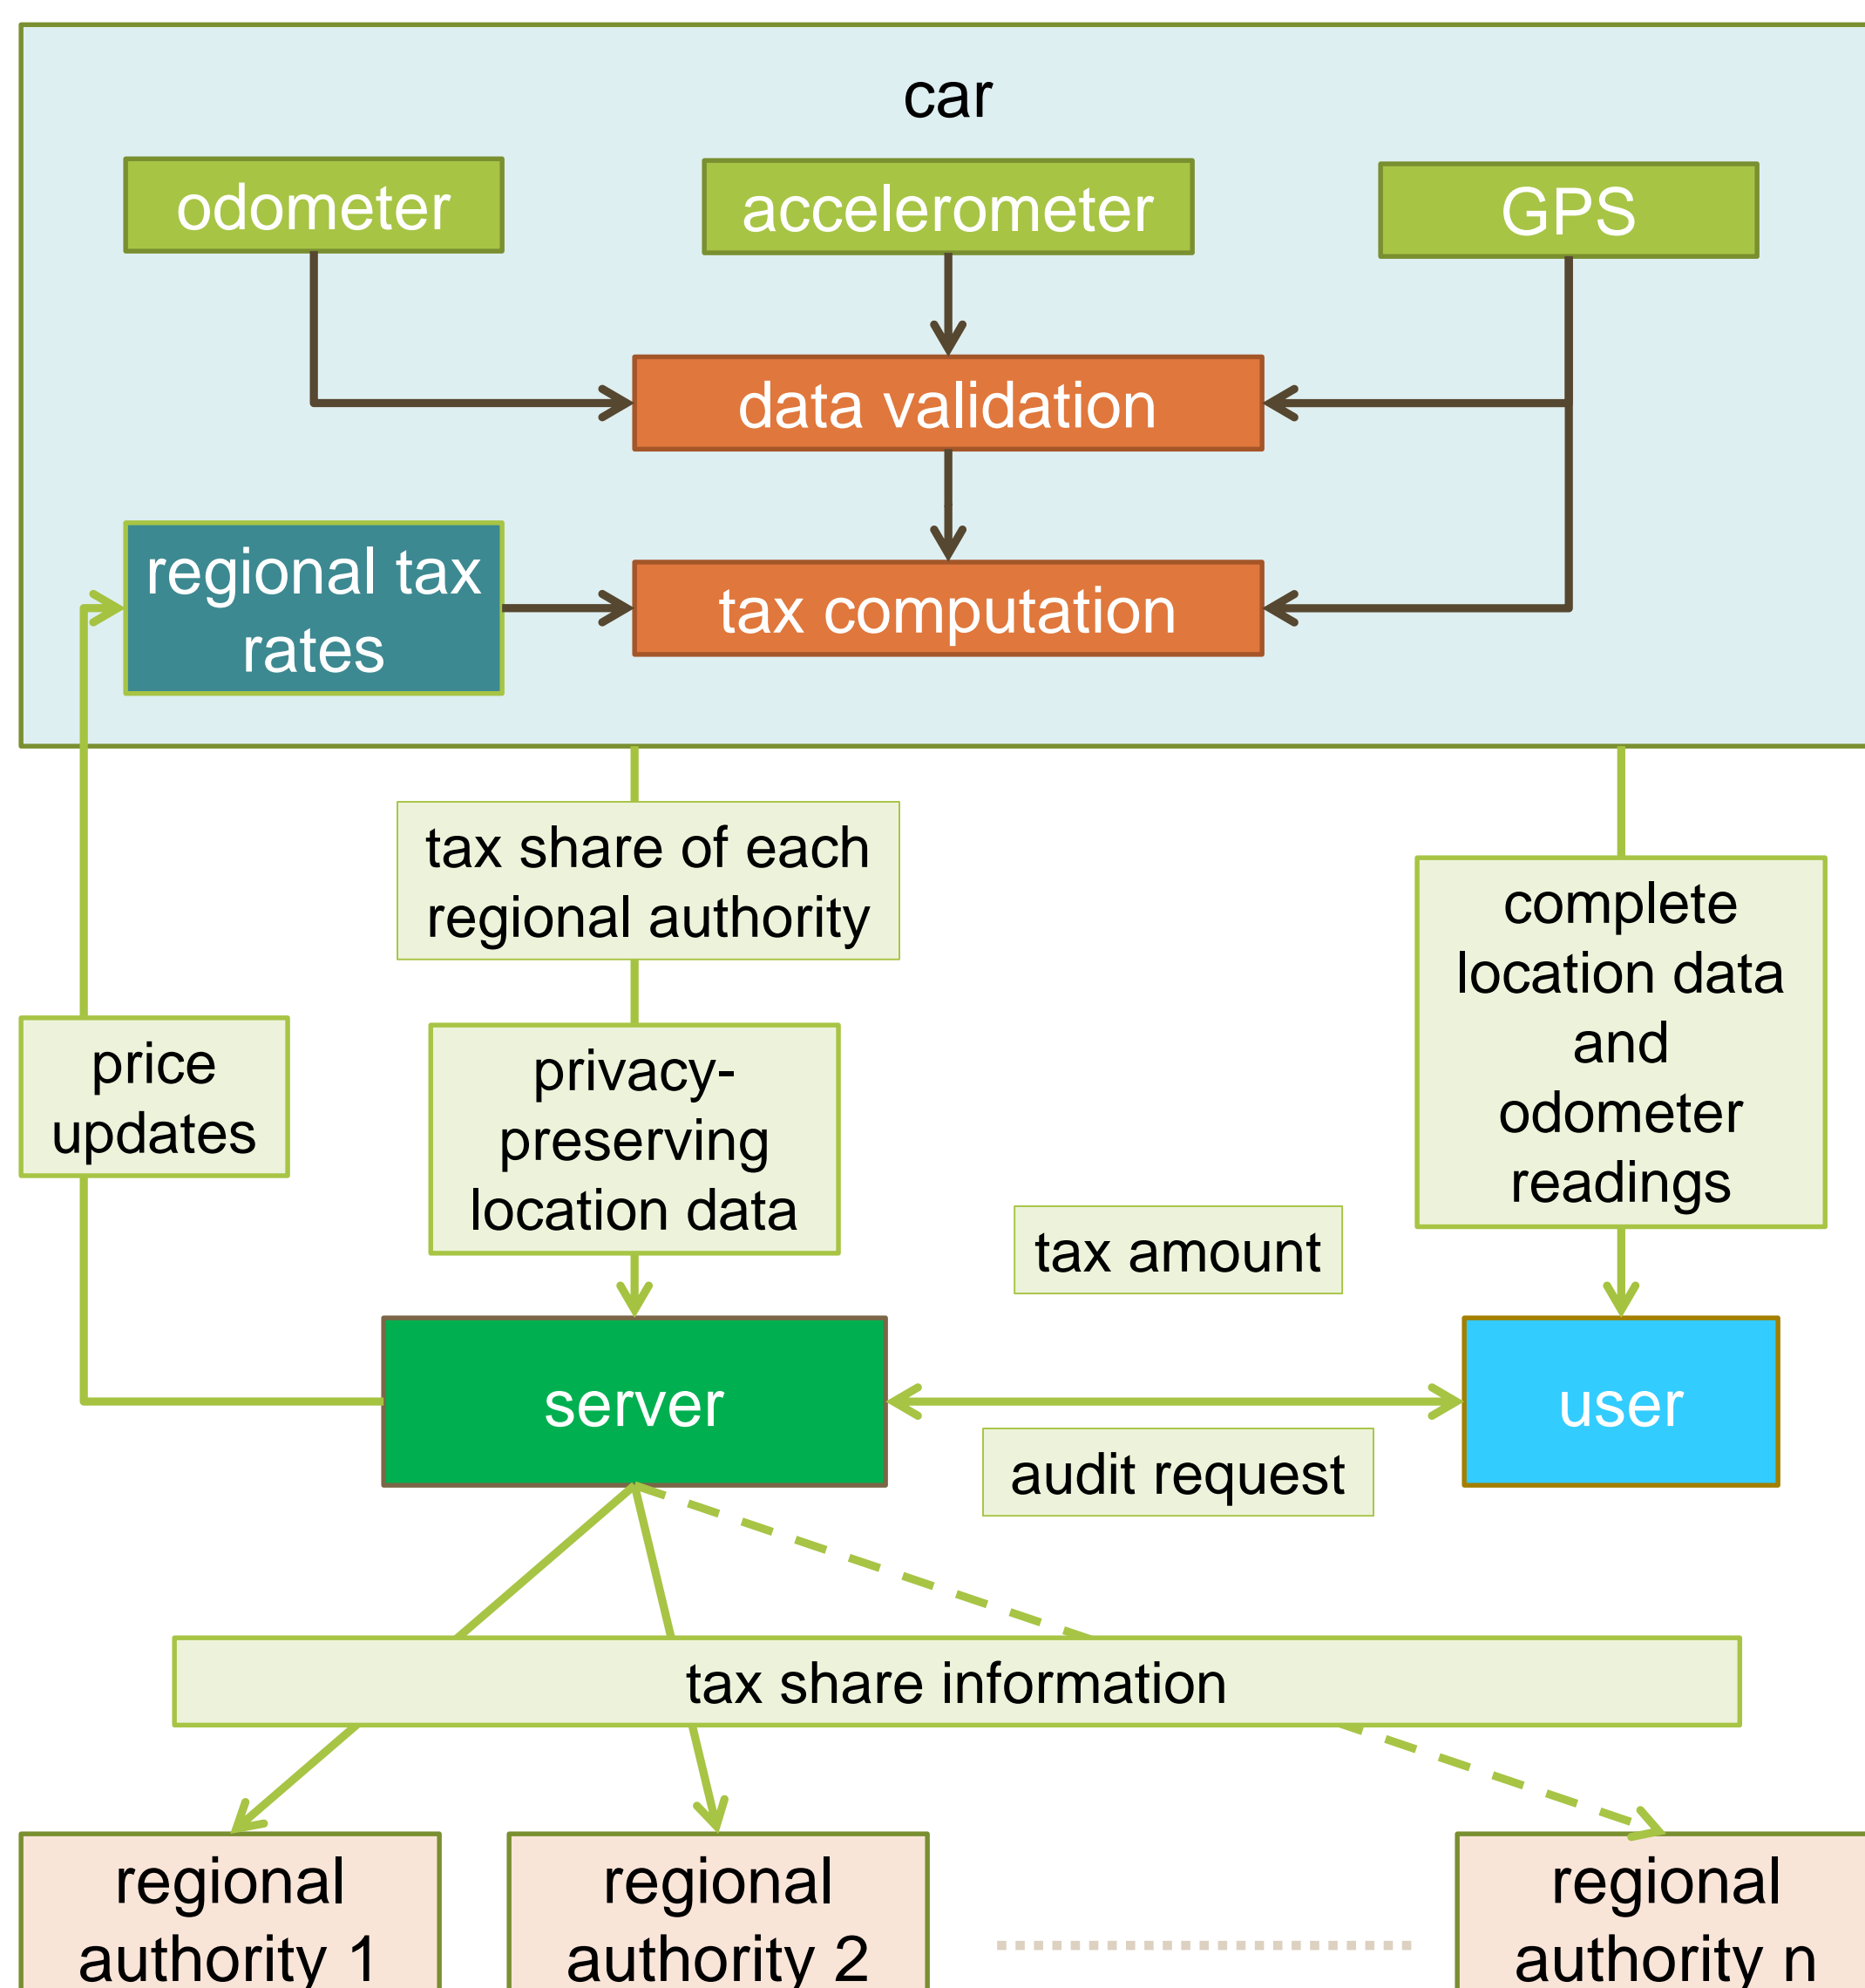 car
odometer
accelerometer
GPS
data validation
regional tax
rates
tax computation
tax share of each
regional authority
complete
location data
and
odometer
readings
price
updates
privacy-
preserving
location data
tax amount
server
user
audit request
tax share information
regional
authority 1
regional
authority 2
regional
authority n